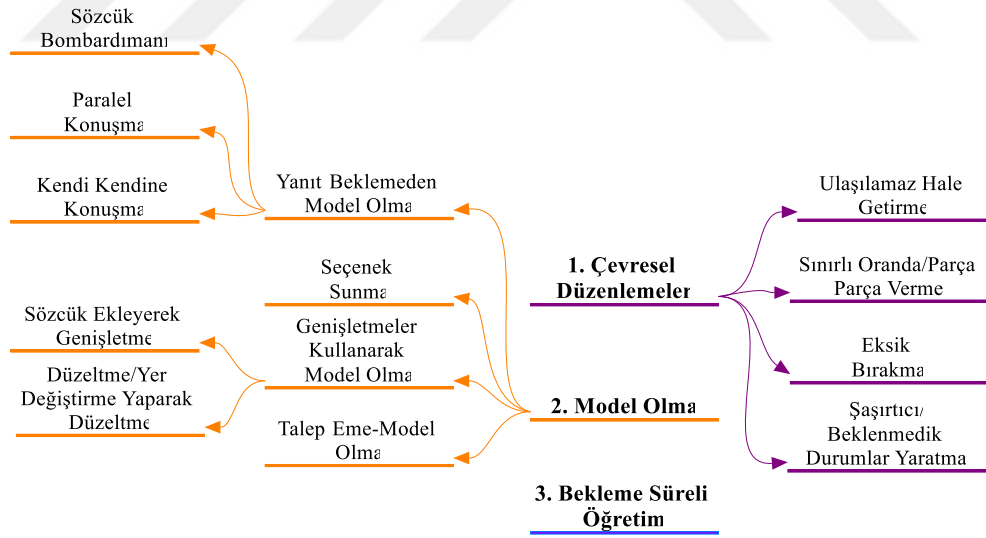 Sözcük
Bombardımanı
Paralel
Konuşma
Kendi Kendine
Konuşma
Yanıt Beklemeden
Model Olma
Seçenek
Sunma
Genişletmeler
Kullanarak
Model Olma
Sözcük Ekleyerek
Genişletme
Düzeltme/Yer
Değiştirme Yaparak
Düzeltme
Talep Eme-Model
Olma
1. Çevresel
Düzenlemeler
2. Model Olma
3. Bekleme Süreli
Öğretim
Ulaşılamaz Hale
Getirme
Sınırlı Oranda/Parça
Parça Verme
Eksik
Bırakma
Şaşırtıcı/
Beklenmedik
Durumlar Yaratma